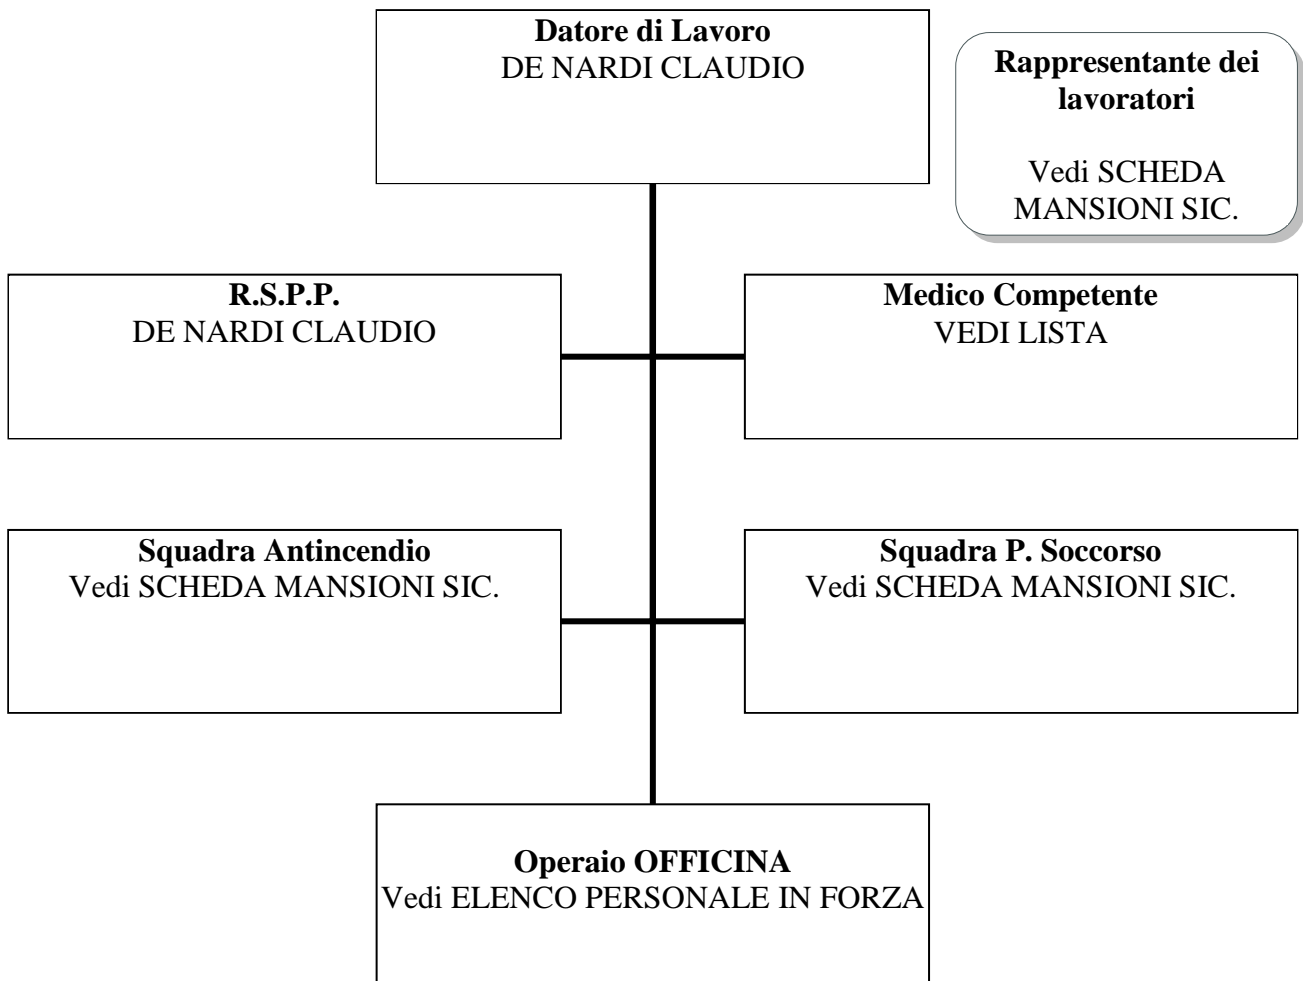 Datore di Lavoro
DE NARDI CLAUDIO
Rappresentante dei
lavoratori
Vedi SCHEDA
MANSIONI SIC.
R.S.P.P.
DE NARDI CLAUDIO
Medico Competente
VEDI LISTA
Squadra Antincendio
Vedi SCHEDA MANSIONI SIC.
Squadra P. Soccorso
Vedi SCHEDA MANSIONI SIC.
Operaio OFFICINA
Vedi ELENCO PERSONALE IN FORZA